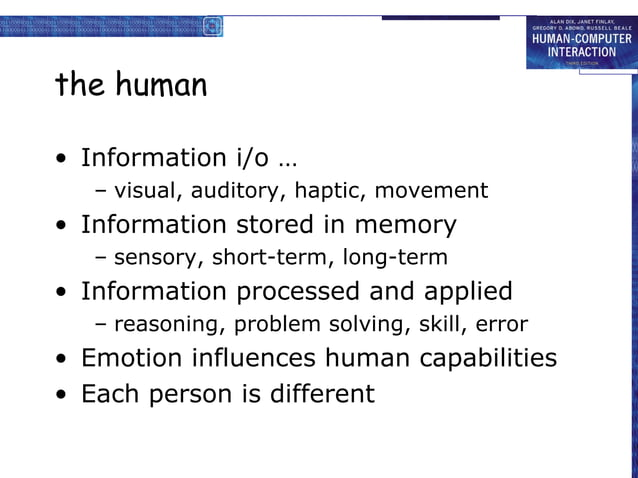 ALAN DIX, JANET FINLAY,
GREGORY D. ABOWD, RUSSELL BEALE
HUMAN-COMPUTER
INTERACTION
THIRD EDITION
the human
• Information i/o …
– visual, auditory, haptic, movement
• Information stored in memory
– sensory, short-term, long-term
• Information processed and applied
– reasoning, problem solving, skill, error
• Emotion influences human capabilities
• Each person is different